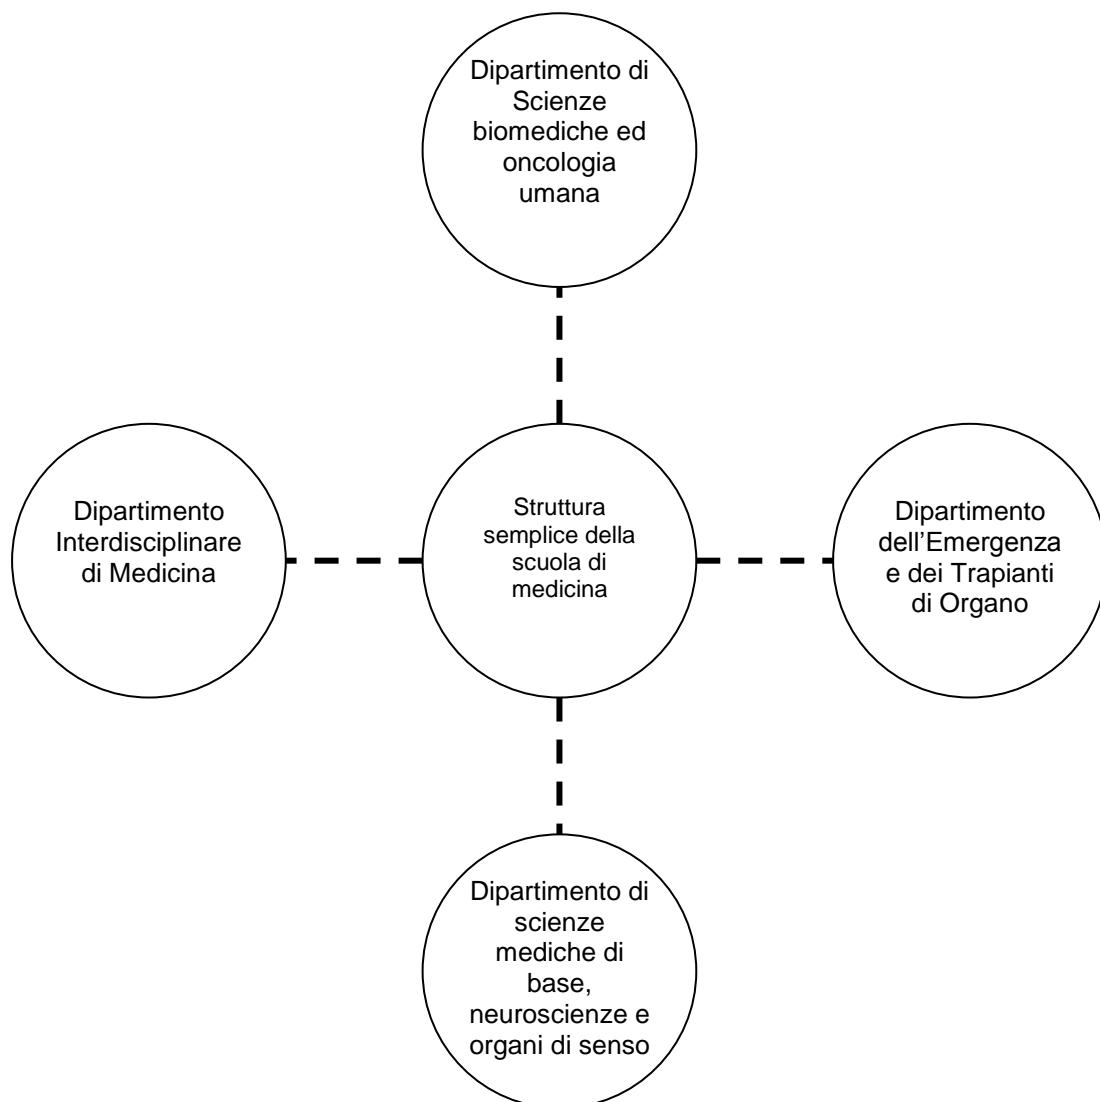 Dipartimento di
Scienze
biomediche ed
oncologia
umana
Dipartimento
Interdisciplinare
di Medicina
Struttura
semplice della
scuola di
medicina
Dipartimento
dell’Emergenza
e dei Trapianti
di Organo
Dipartimento di
scienze
mediche di
base,
neuroscienze e
organi di senso